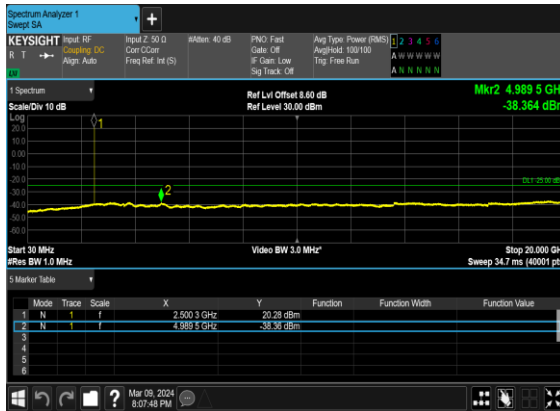 Spectrum Analyzer 1
Swept SA
KEYSIGHT Input: RF Input Z: 50 Ω #Atten: 40 dB PNO: Fast Avg Type: Power (RMS) 1 2 3 4 5 6
R T Coupling: DC Corr CCorr Gate: Off Avg|Hold: 100/100 A W W W W W
Align: Auto Freq Ref: Int (S) IF Gain: Low Trig: Free Run
LXI Sig Track: Off A N N N N N
1 Spectrum Ref Lvl Offset 8.60 dB Mkr2 4.989 5 GH
Scale/Div 10 dB Ref Level 30.00 dBm -38.364 dBr
Log
20.0
10.0
0.00
-10.0
-20.0
-30.0
-40.0
-50.0
-60.0
1
2
DL1 -25.00 dB
Start 30 MHz Video BW 3.0 MHz* Stop 20.000 GH
#Res BW 1.0 MHz Sweep 34.7 ms (40001 pt
5 Marker Table
Mode Trace Scale X Y Function Function Width Function Value
1 N 1 f 2.500 3 GHz 20.28 dBm
2 N 1 f 4.989 5 GHz -38.36 dBm
3
4
5
6
? Mar 09, 2024
8:07:48 PM